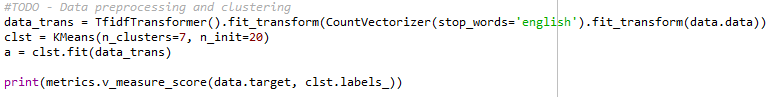 #TODO - Data preprocessing and clustering
data_trans = TfidfTransformer().fit_transform(CountVectorizer(stop_words='english').fit_transform(data.data))
clst = KMeans(n_clusters=7, n_init=20)
a = clst.fit(data_trans)
print(metrics.v_measure_score(data.target, clst.labels_))